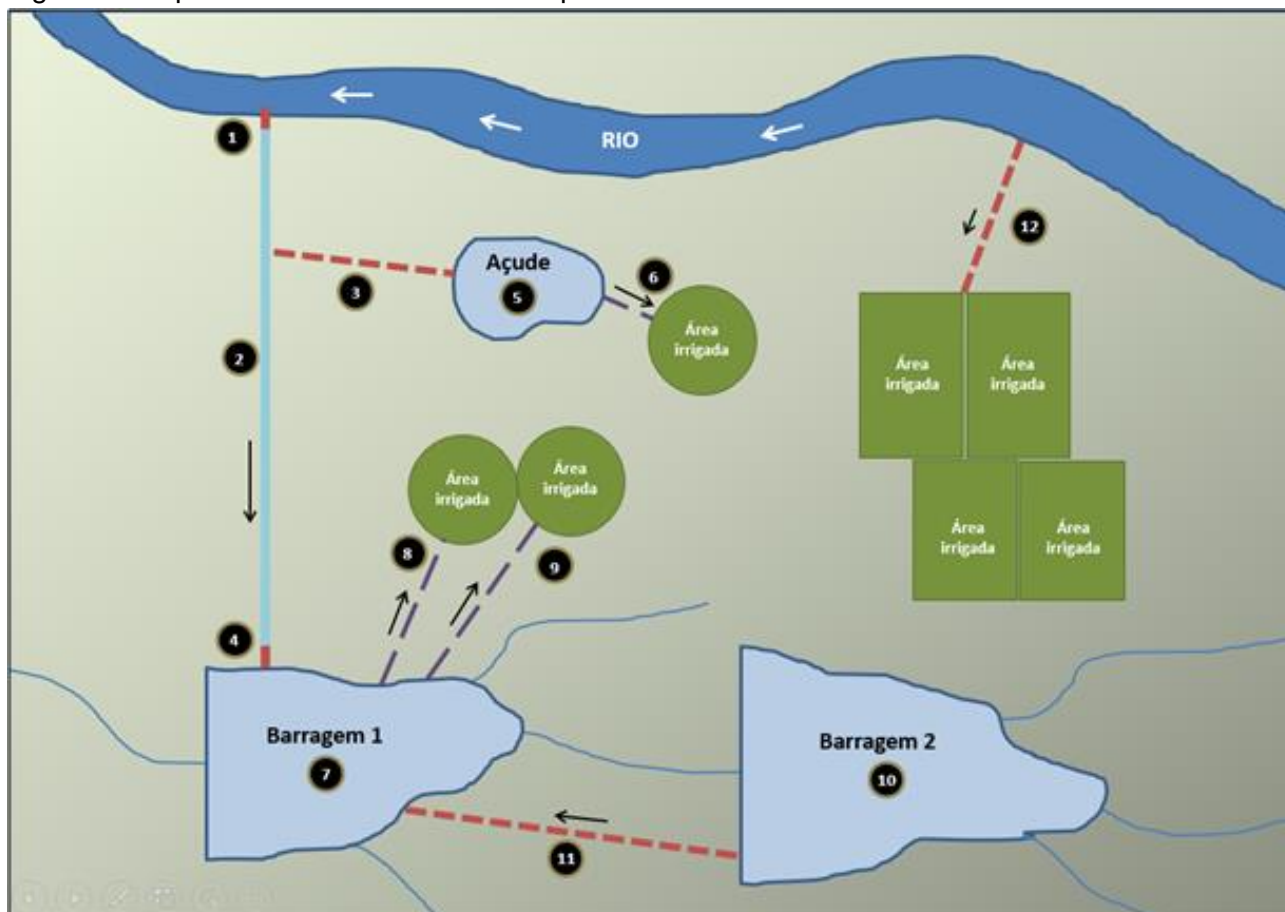 RIO
1
12
Açude
6
3
5
Área
irrigada
2
Área
irrigada
Área
irrigada
Área
irrigada
Área
irrigada
8
9
Área
irrigada
Área
irrigada
4
Barragem 1
7
Barragem 2
10
11